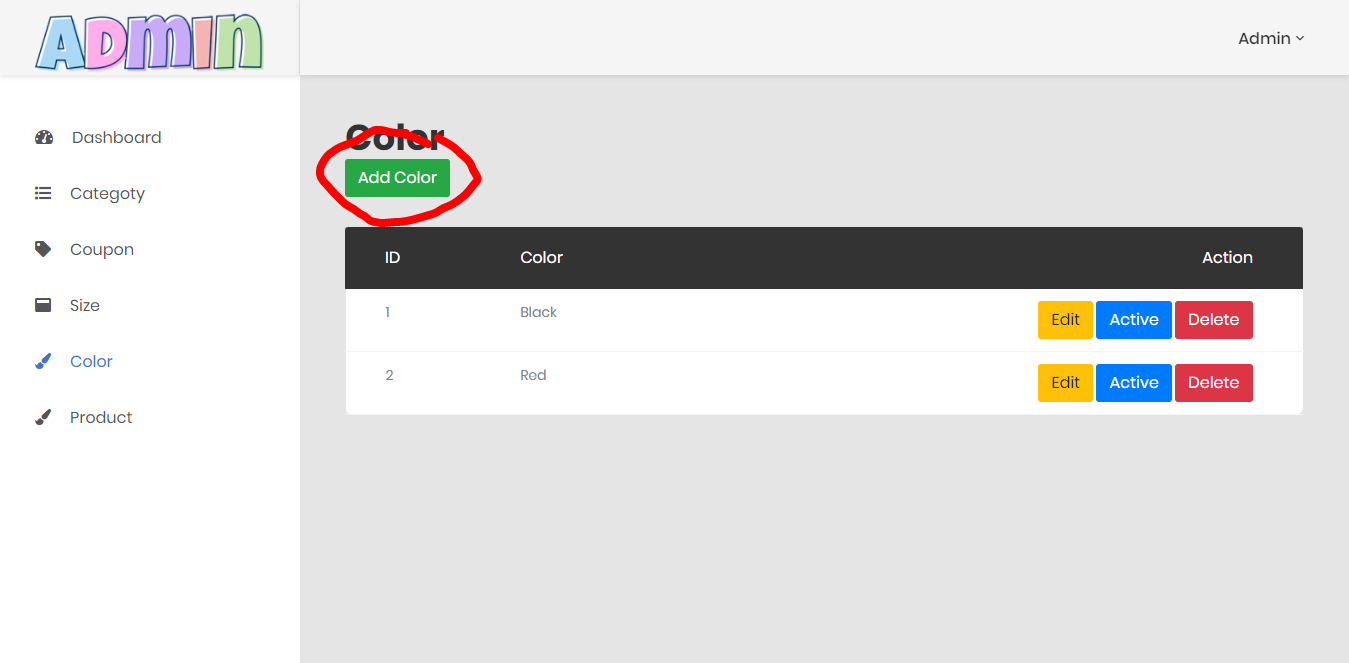 ADMIN
Admin
Dashboard
Categoty
Coupon
Size
Color
Product
Color
Add Color
ID Color Action
1 Black Edit Active Delete
2 Red Edit Active Delete